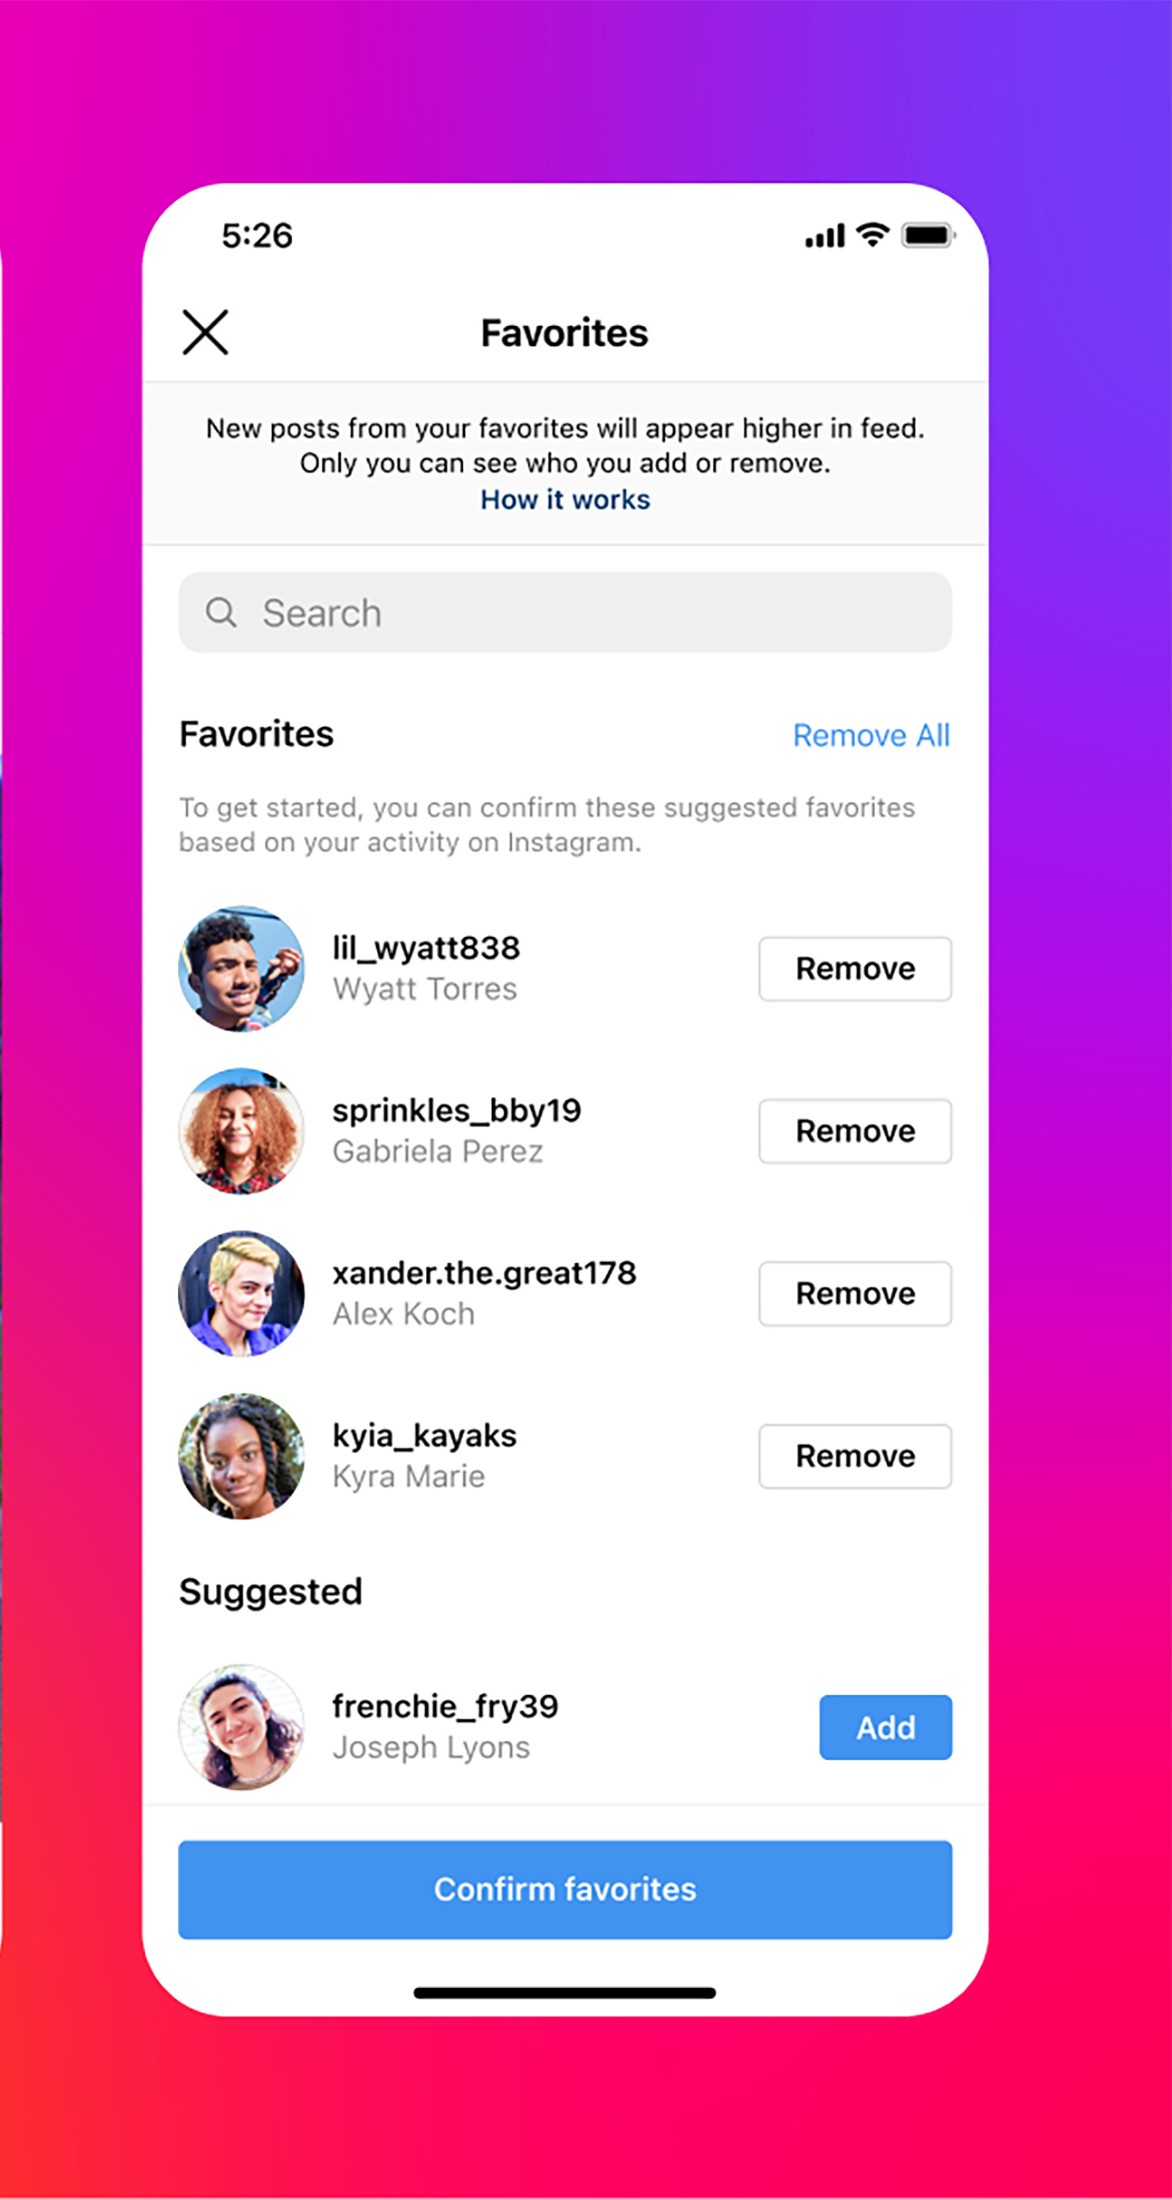 5:26
Favorites
New posts from your favorites will appear higher in feed.
Only you can see who you add or remove.
How it works
Search
Favorites
Remove All
To get started, you can confirm these suggested favorites
based on your activity on Instagram.
lil_wyatt838
Wyatt Torres
Remove
sprinkles_bby19
Gabriela Perez
Remove
xander.the.great178
Alex Koch
Remove
kyia_kayaks
Kyra Marie
Remove
Suggested
frenchie_fry39
Joseph Lyons
Add
Confirm favorites